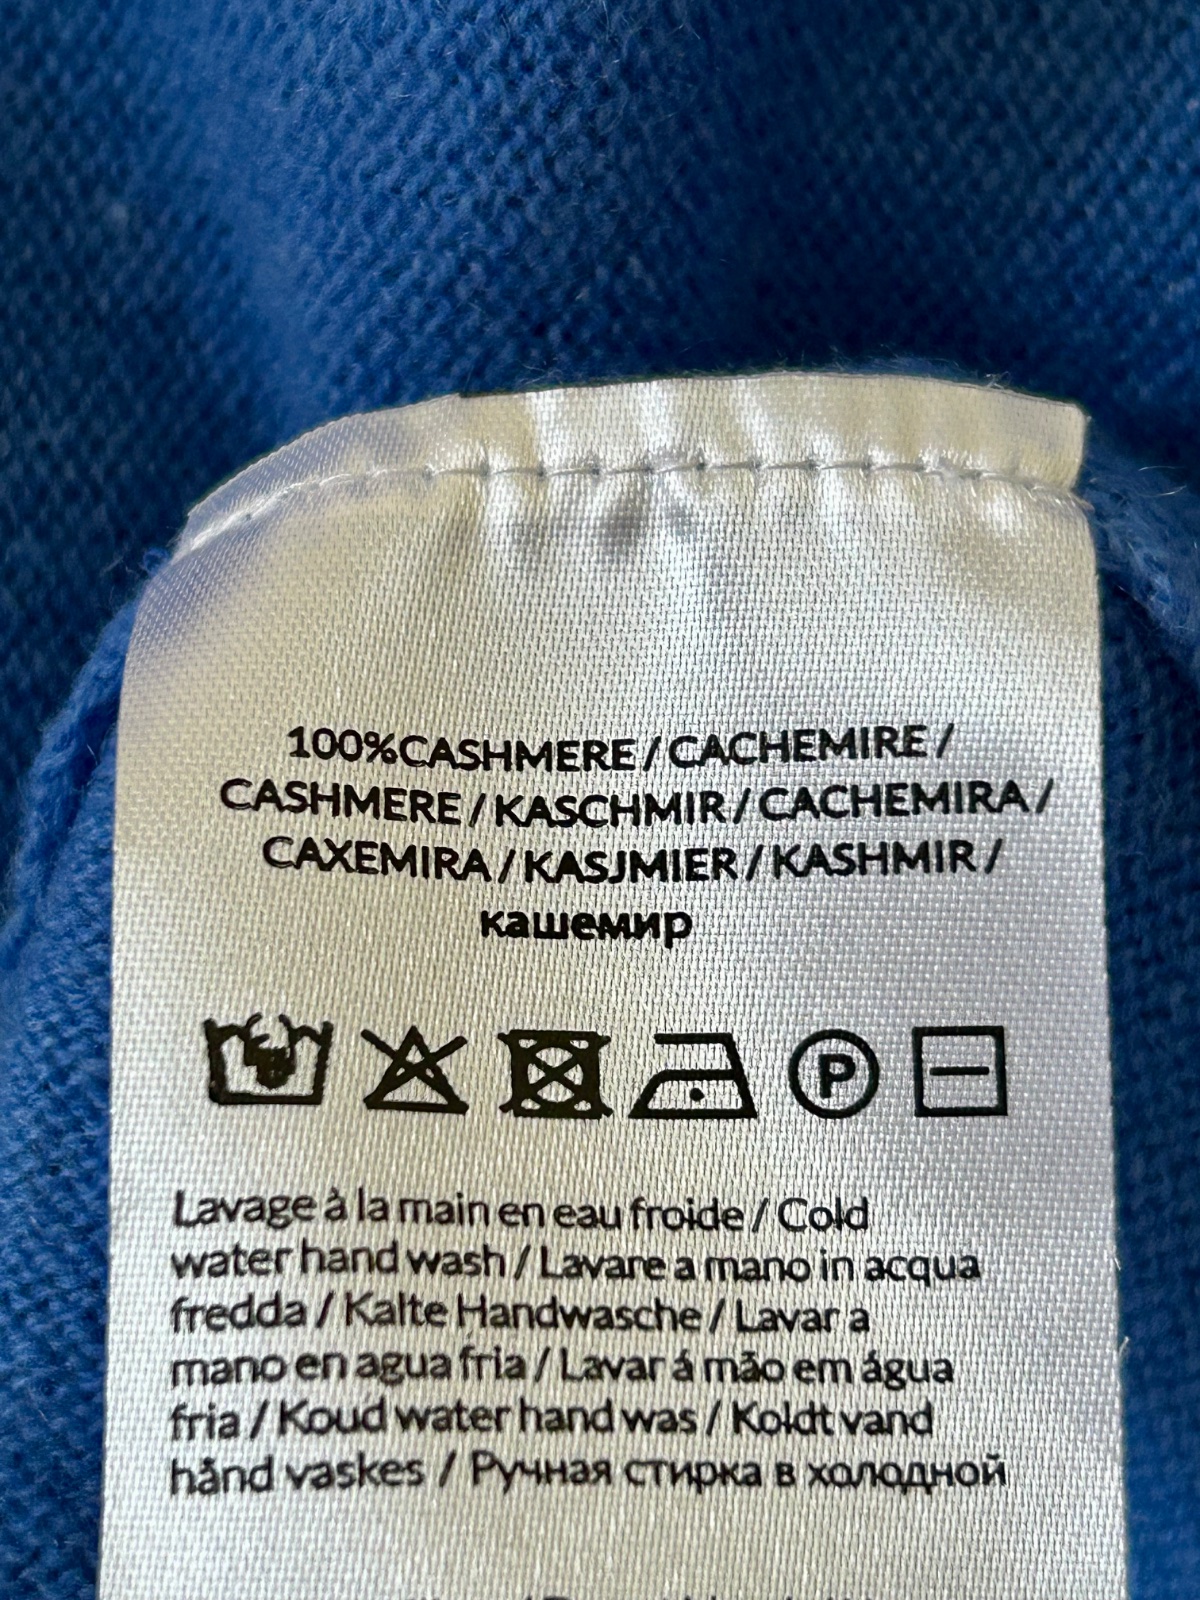 100%CASHMERE / CACHEMIRE /
CASHMERE / KASCHMIR / CACHEMIRA /
CAXEMIRA / KASJMIER / KASHMIR /
кашемир
P
Lavage à la main en eau froide / Cold
water hand wash / Lavare a mano in acqua
fredda / Kalte Handwasche / Lavar a
mano en agua fria / Lavar á mão em água
fria / Koud water hand was / Koldt vand
hånd vaskes / Ручная стирка в холодной